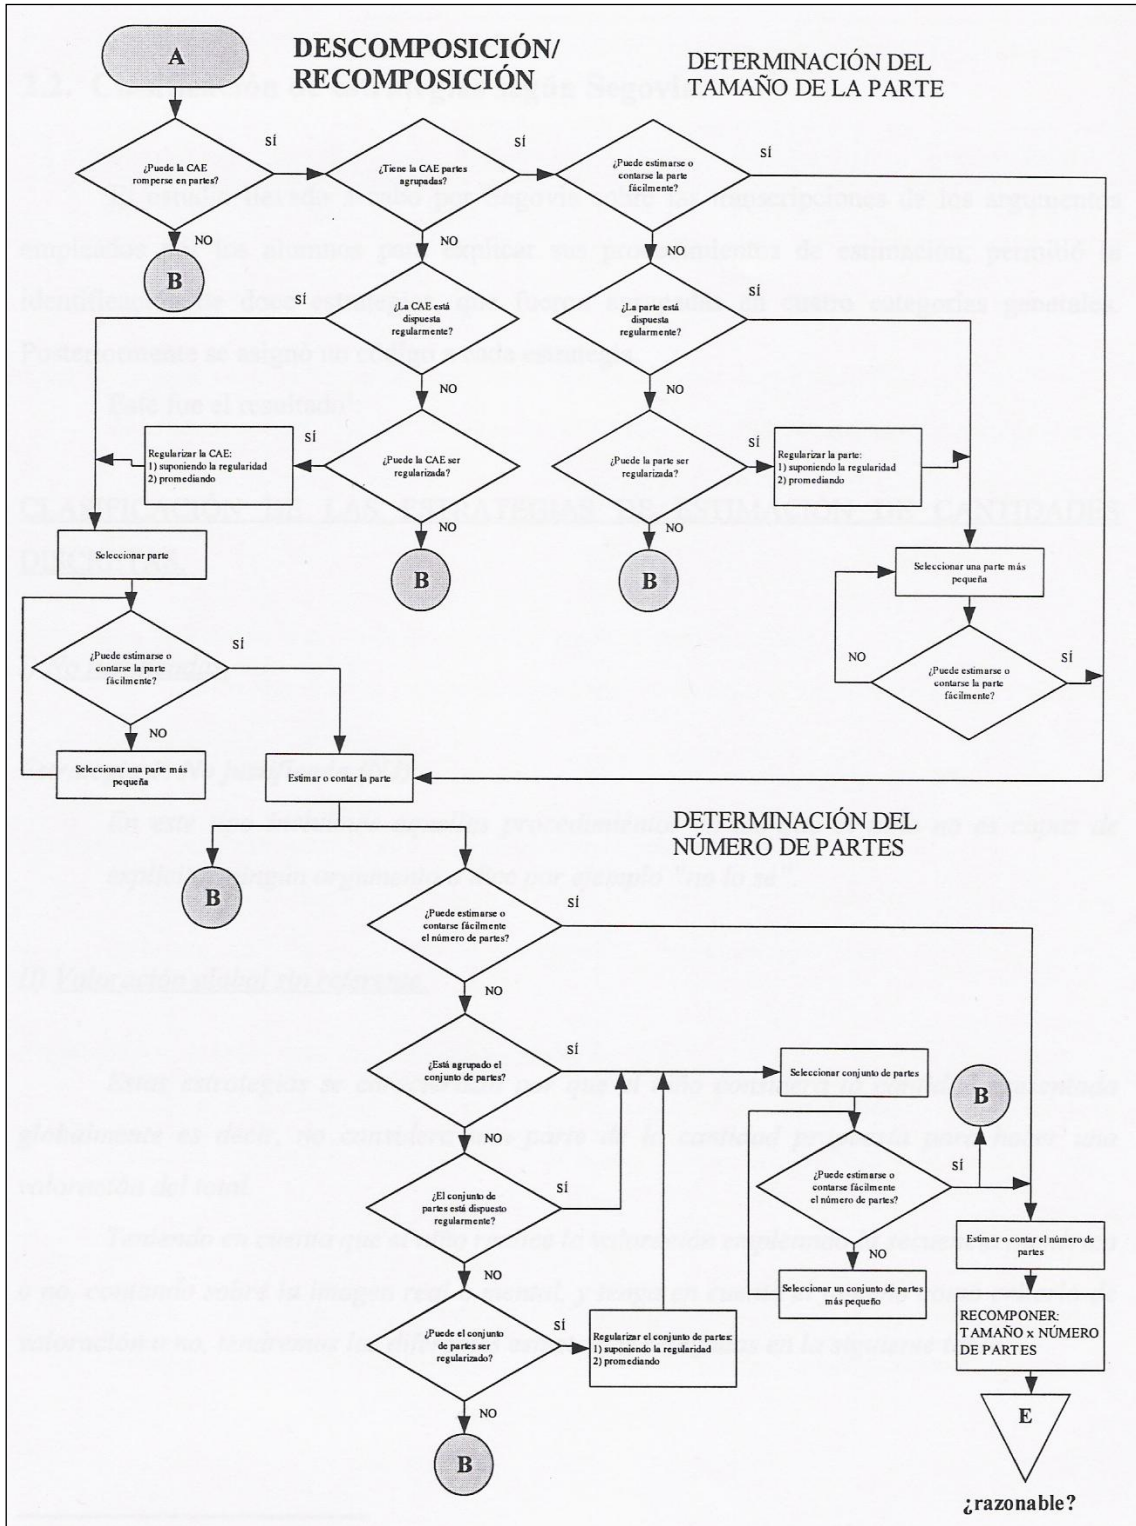 A
DESCOMPOSICIÓN/
RECOMPOSICIÓN
DETERMINACIÓN DEL
TAMAÑO DE LA PARTE
¿Puede la CAE
romperse en partes?
SÍ
¿Tiene la CAE partes
agrupadas?
SÍ
¿Puede estimarse o
contarse la parte
fácilmente?
SÍ
NO
NO
NO
B
¿La CAE está
dispuesta
regularmente?
SÍ
¿La parte está
dispuesta
regularmente?
SÍ
NO
NO
Regularizar la CAE:
1) suponiendo la regularidad
2) promediando
SÍ
¿Puede la CAE ser
regularizada?
¿Puede la parte ser
regularizada?
SÍ
Regularizar la parte:
1) suponiendo la regularidad
2) promediando
NO
NO
B
B
Seleccionar parte
Seleccionar una parte más
pequeña
¿Puede estimarse o
contarse la parte
fácilmente?
SÍ
NO
¿Puede estimarse o
contarse la parte
fácilmente?
SÍ
NO
Seleccionar una parte más
pequeña
Estimar o contar la parte
DETERMINACIÓN DEL
NÚMERO DE PARTES
B
¿Puede estimarse o
contarse fácilmente
el número de partes?
SÍ
NO
¿Está agrupado el
conjunto de partes?
SÍ
Seleccionar conjunto de partes
B
NO
¿El conjunto de
partes está dispuesto
regularmente?
SÍ
¿Puede estimarse o
contarse fácilmente
el número de partes?
SÍ
NO
NO
Estimar o contar el número de
partes
Seleccionar un conjunto de partes
más pequeño
¿Puede el conjunto
de partes ser
regularizado?
SÍ
Regularizar el conjunto de partes:
1) suponiendo la regularidad
2) promediando
RECOMPONER:
TAMAÑO x NÚMERO
DE PARTES
NO
B
E
¿razonable?